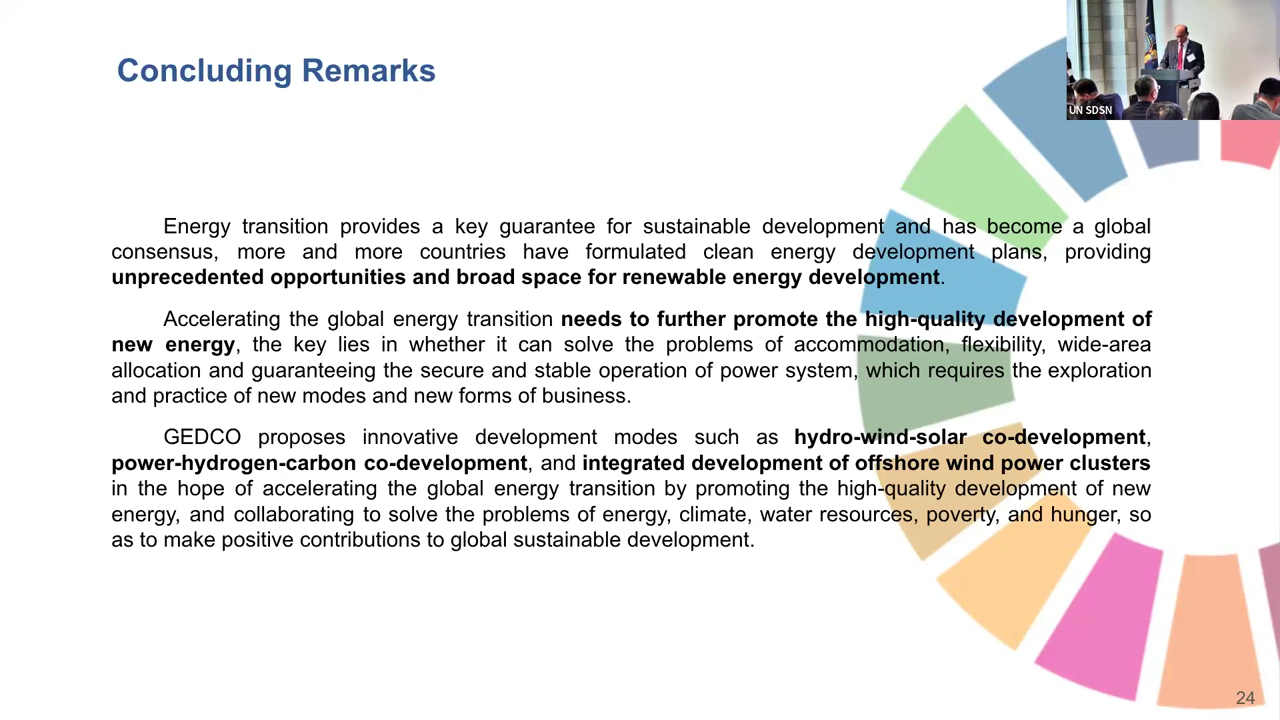 Concluding Remarks
UN SDSN
Energy transition provides a key guarantee for sustainable development and has become a global
consensus, more and more countries have formulated clean energy development plans, providing
unprecedented opportunities and broad space for renewable energy development.
Accelerating the global energy transition needs to further promote the high-quality development of
new energy, the key lies in whether it can solve the problems of accommodation, flexibility, wide-area
allocation and guaranteeing the secure and stable operation of power system, which requires the exploration
and practice of new modes and new forms of business.
GEDCO proposes innovative development modes such as hydro-wind-solar co-development,
power-hydrogen-carbon co-development, and integrated development of offshore wind power clusters
in the hope of accelerating the global energy transition by promoting the high-quality development of new
energy, and collaborating to solve the problems of energy, climate, water resources, poverty, and hunger, so
as to make positive contributions to global sustainable development.
24